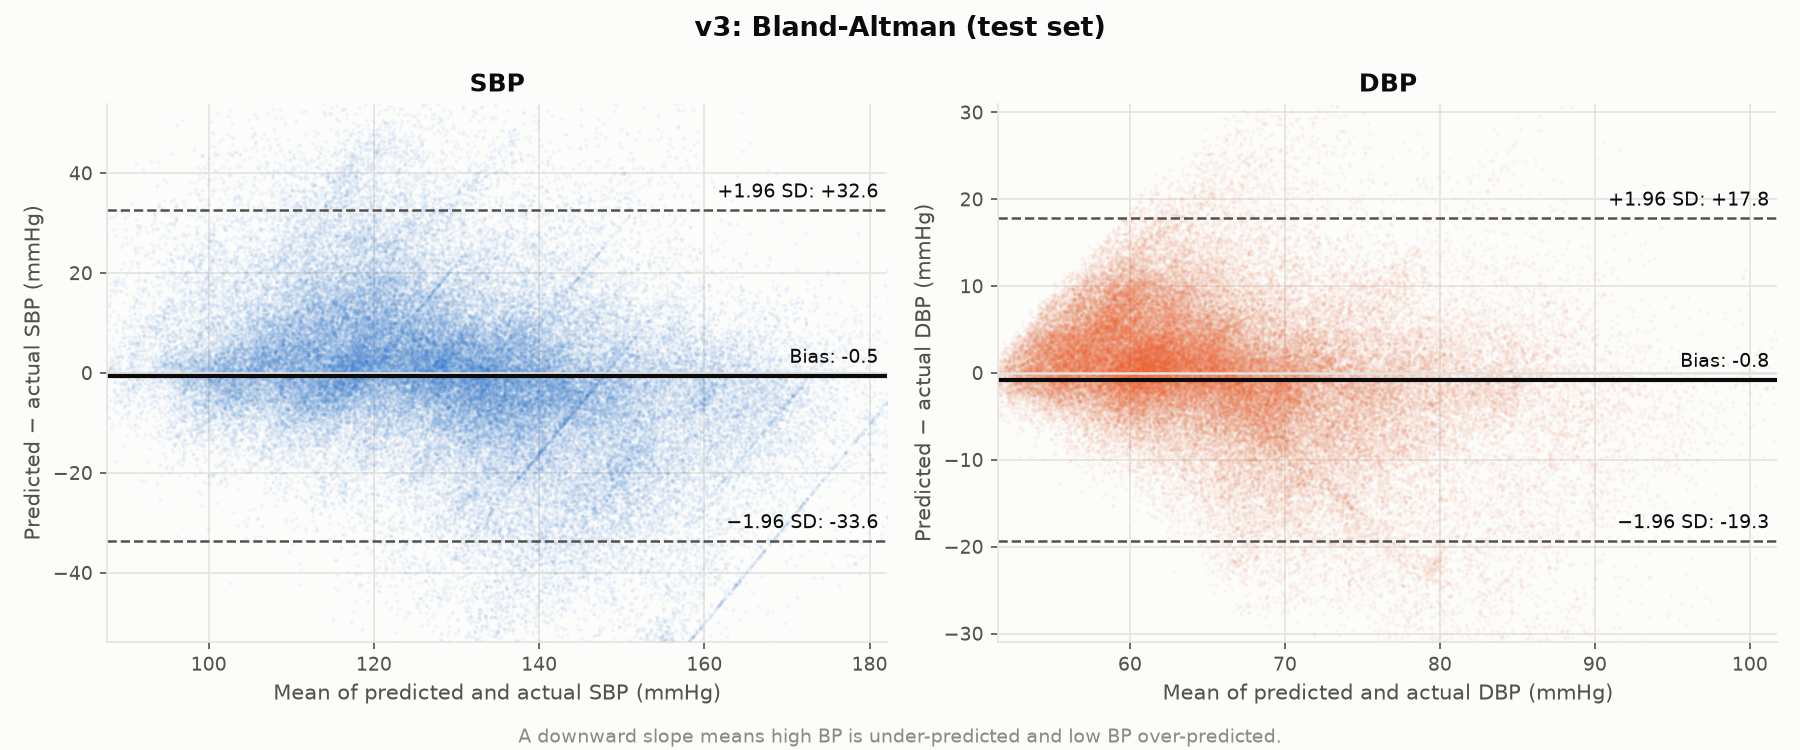 v3: Bland-Altman (test set)
SBP
Predicted − actual SBP (mmHg)
40
20
0
−20
−40
+1.96 SD: +32.6
Bias: -0.5
−1.96 SD: -33.6
100
120
140
160
180
Mean of predicted and actual SBP (mmHg)
DBP
Predicted − actual DBP (mmHg)
30
20
10
0
−10
−20
−30
+1.96 SD: +17.8
Bias: -0.8
−1.96 SD: -19.3
60
70
80
90
100
Mean of predicted and actual DBP (mmHg)
A downward slope means high BP is under-predicted and low BP over-predicted.